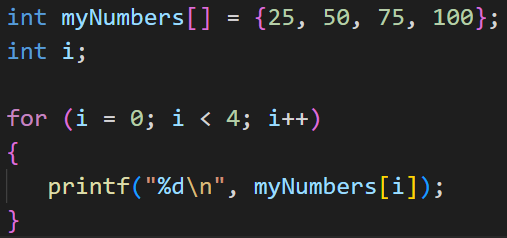 int myNumbers[] = {25, 50, 75, 100};
int i;

for (i = 0; i < 4; i++)
{
   printf("%d\n", myNumbers[i]);
}